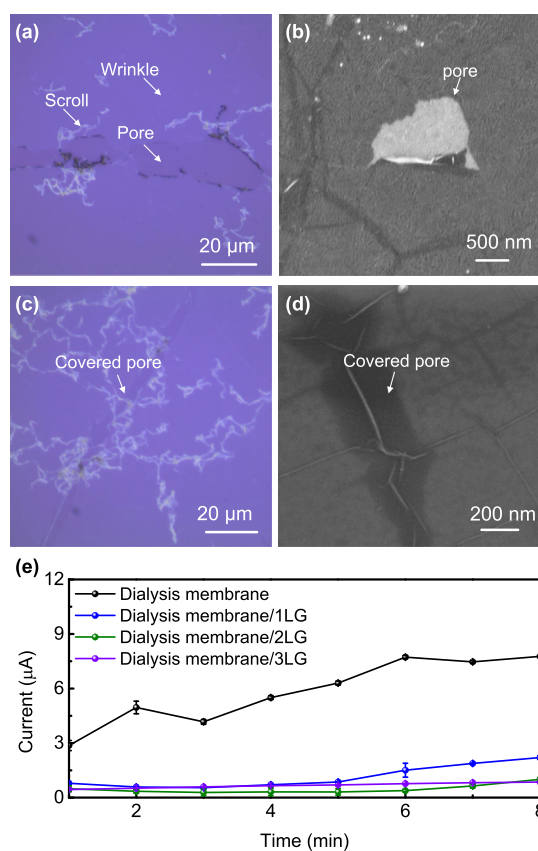 (a)
Wrinkle
Scroll
Pore
20 µm
(b)
pore
500 nm
(c)
Covered pore
20 µm
(d)
Covered pore
200 nm
(e)
12
9
6
3
0
Current (µA)
Dialysis membrane
Dialysis membrane/1LG
Dialysis membrane/2LG
Dialysis membrane/3LG
2
4
6
8
Time (min)